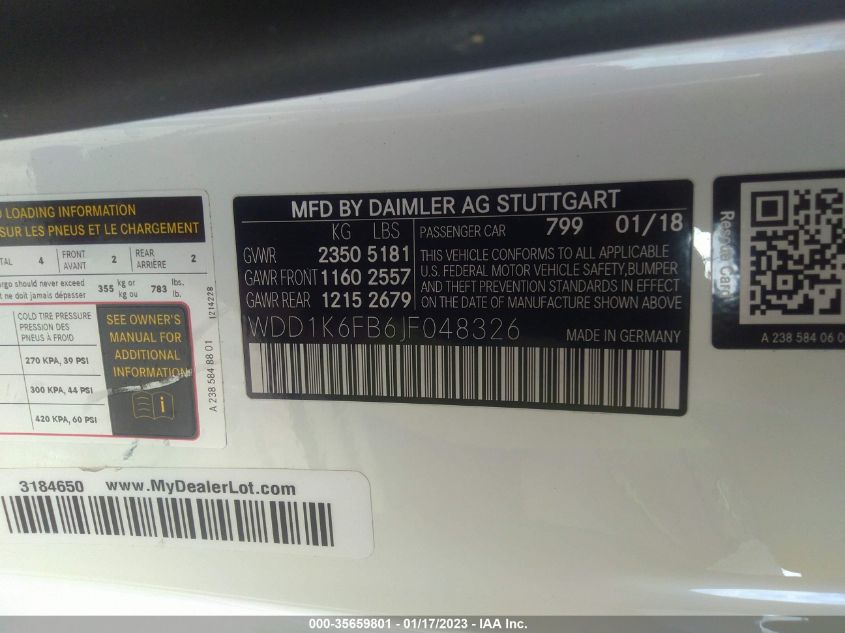 LOADING INFORMATION
SUR LES PNEUS ET LE CHARGEMENT
4 FRONT AVANT 2 REAR ARRIÈRE 2
should never exceed 355 kg or 783 lbs.
ne doit jamais dépasser kg ou lb.
COLD TIRE PRESSURE
PRESSION DES
PNEUS À FROID
270 KPA, 39 PSI
300 KPA, 44 PSI
420 KPA, 60 PSI
SEE OWNER'S
MANUAL FOR
ADDITIONAL
INFORMATION
A 238 584 88 01 1214228
MFD BY DAIMLER AG STUTTGART
KG LBS
GVWR 2350 5181
GAWR FRONT 1160 2557
GAWR REAR 1215 2679
PASSENGER CAR 799 01/18
THIS VEHICLE CONFORMS TO ALL APPLICABLE
U.S. FEDERAL MOTOR VEHICLE SAFETY, BUMPER
AND THEFT PREVENTION STANDARDS IN EFFECT
ON THE DATE OF MANUFACTURE SHOWN ABOVE
WDD1K6FB6JF048326
MADE IN GERMANY
A 238 584 06 0
3184650 www.MyDealerLot.com
000-35659801 - 01/17/2023 - IAA Inc.